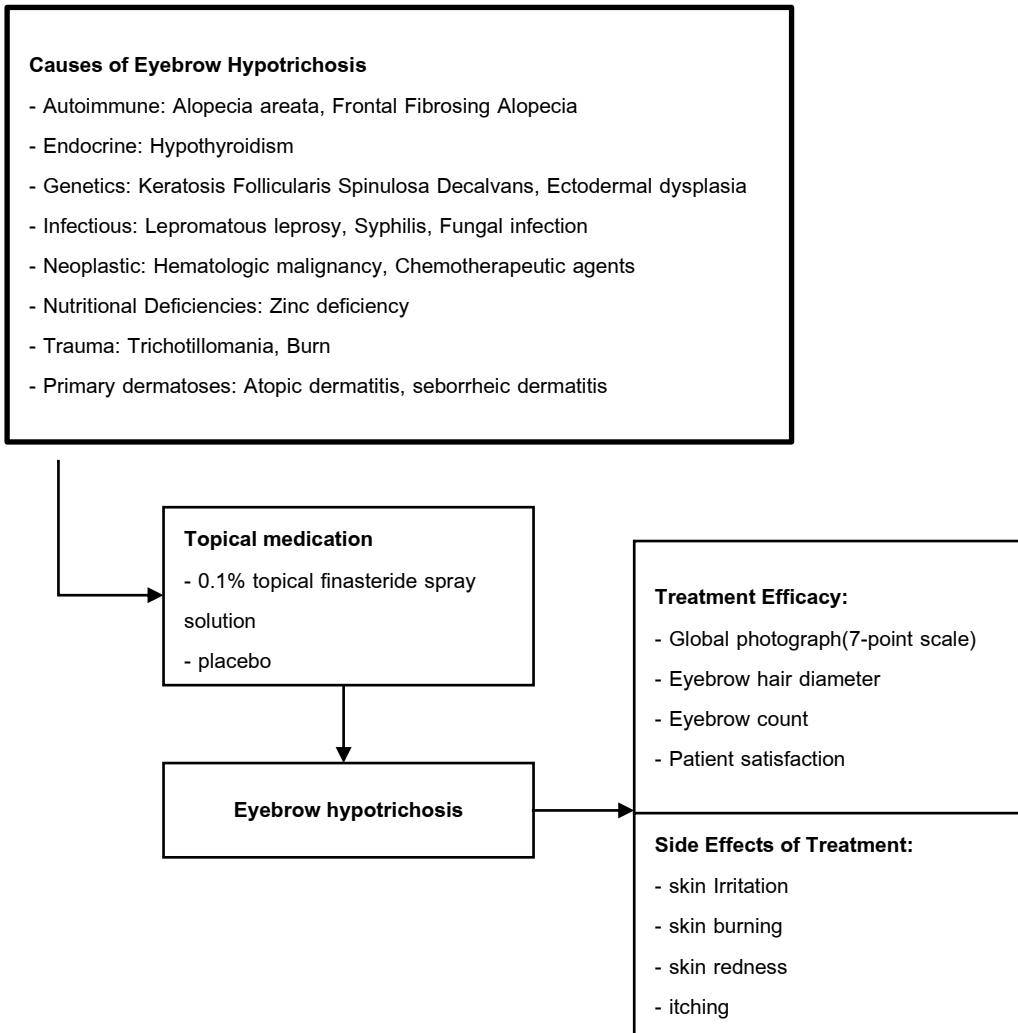 Causes of Eyebrow Hypotrichosis
- Autoimmune: Alopecia areata, Frontal Fibrosing Alopecia
- Endocrine: Hypothyroidism
- Genetics: Keratosis Follicularis Spinulosa Decalvans, Ectodermal dysplasia
- Infectious: Lepromatous leprosy, Syphilis, Fungal infection
- Neoplastic: Hematologic malignancy, Chemotherapeutic agents
- Nutritional Deficiencies: Zinc deficiency
- Trauma: Trichotillomania, Burn
- Primary dermatoses: Atopic dermatitis, seborrheic dermatitis
Topical medication
- 0.1% topical finasteride spray
solution
- placebo
Eyebrow hypotrichosis
Treatment Efficacy:
- Global photograph(7-point scale)
- Eyebrow hair diameter
- Eyebrow count
- Patient satisfaction
Side Effects of Treatment:
- skin Irritation
- skin burning
- skin redness
- itching